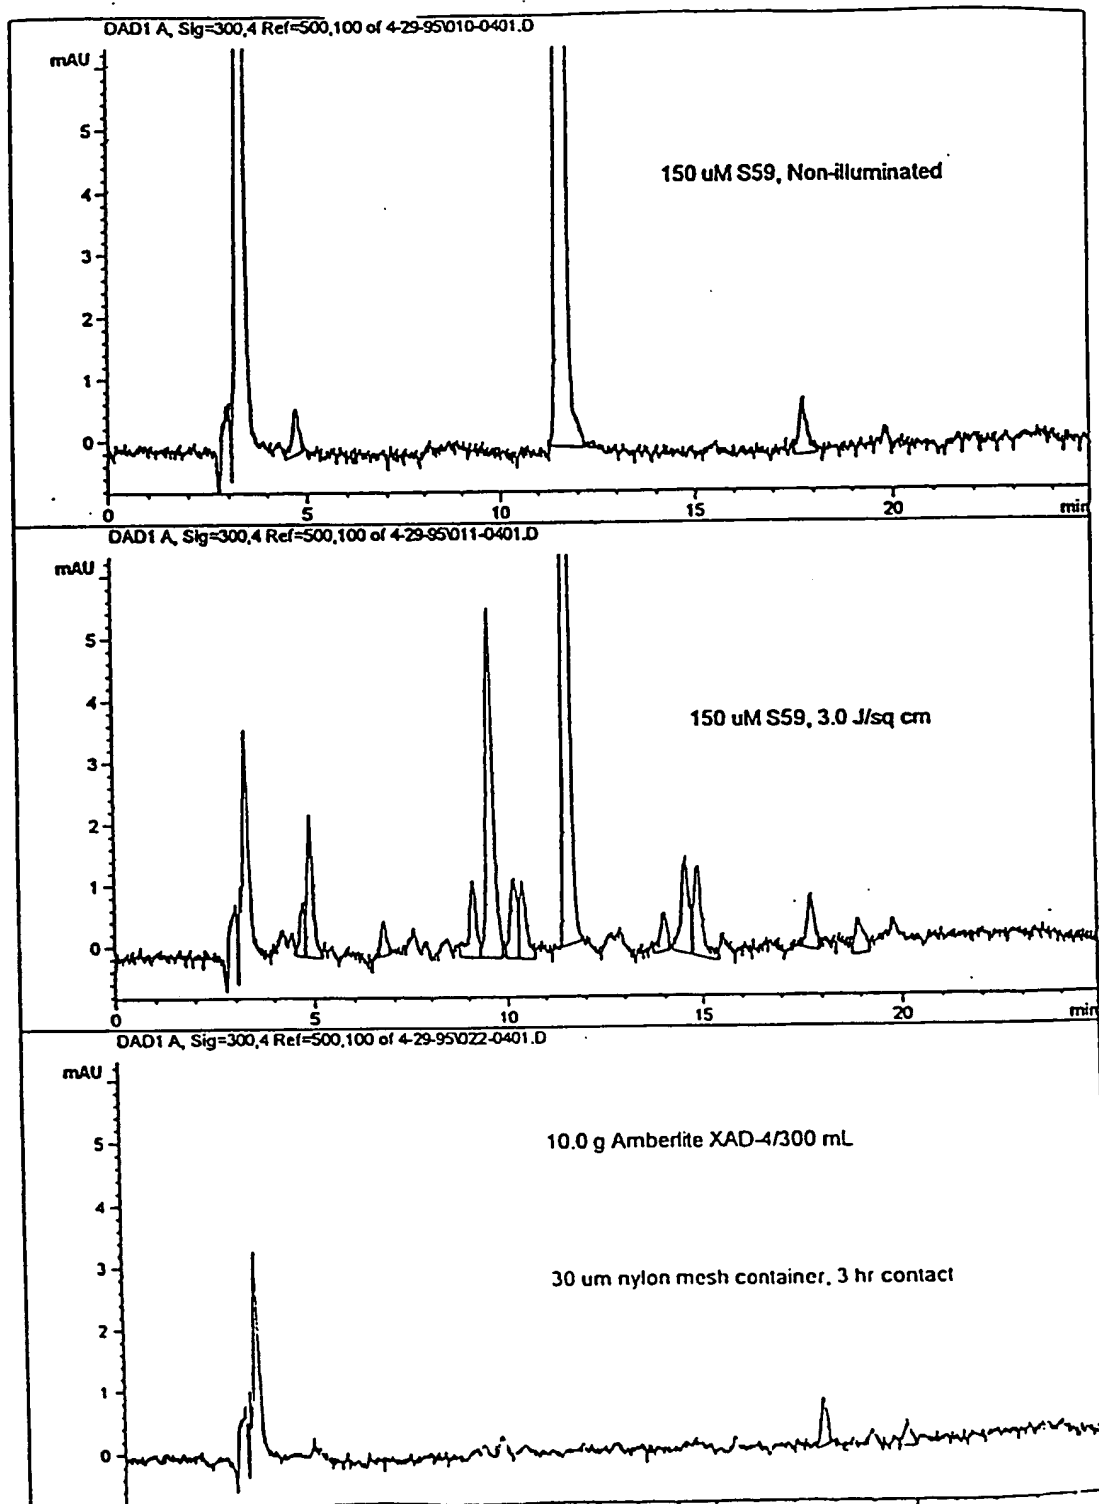 DAD1 A, Sig=300,4 Ref=500,100 of 4-29-95\010-0401.D
mAU
5
4
3
2
1
0
150 uM S59, Non-illuminated
0 5 10 15 20 min
DAD1 A, Sig=300,4 Ref=500,100 of 4-29-95\011-0401.D
mAU
5
4
3
2
1
0
150 uM S59, 3.0 J/sq cm
0 5 10 15 20 min
DAD1 A, Sig=300,4 Ref=500,100 of 4-29-95\022-0401.D
mAU
5
4
3
2
1
0
10.0 g Amberlite XAD-4/300 mL
30 um nylon mesh container, 3 hr contact